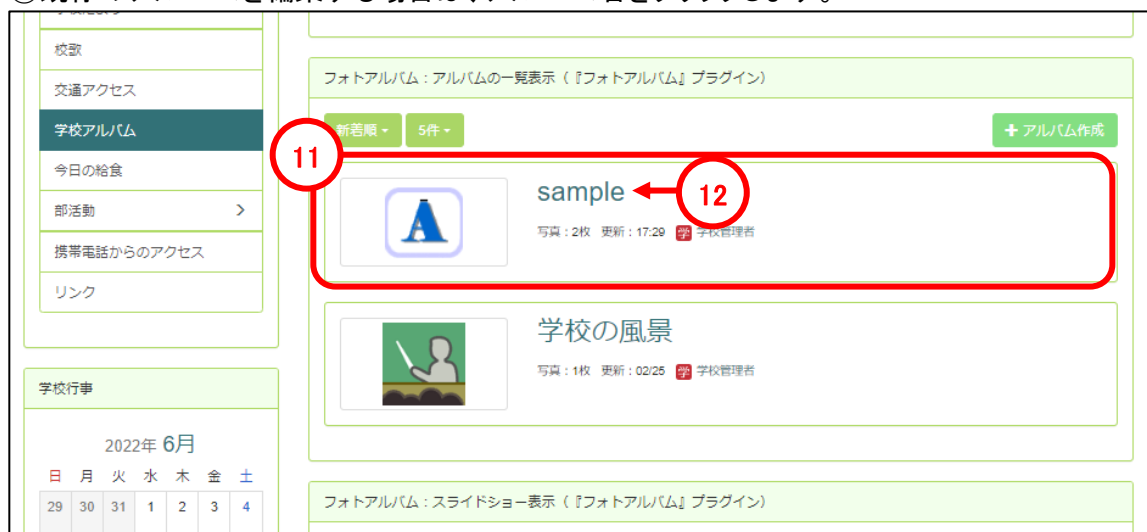 校歌
交通アクセス
学校アルバム
今日の給食
部活動 >
携帯電話からのアクセス
リンク
学校行事
2022年 6月
日 月 火 水 木 金 土
29 30 31 1 2 3 4
フォトアルバム：アルバムの一覧表示（『フォトアルバム』プラグイン）
新着順 5件
+ アルバム作成
11
sample
12
写真：2枚 更新：17:29 学 学校管理者
学校の風景
写真：1枚 更新：02/25 学 学校管理者
フォトアルバム：スライドショー表示（『フォトアルバム』プラグイン）